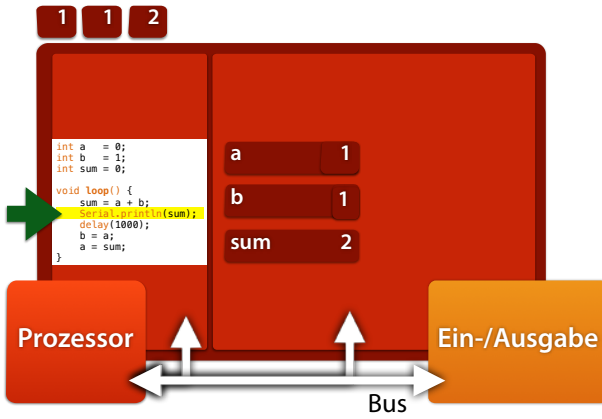 1 1 2
int a   = 0;
int b   = 1;
int sum = 0;
void loop() {
    sum = a + b;
    Serial.println(sum);
    delay(1000);
    b = a;
    a = sum;
}
a 1
b 1
sum 2
Prozessor
Ein-/Ausgabe
Bus